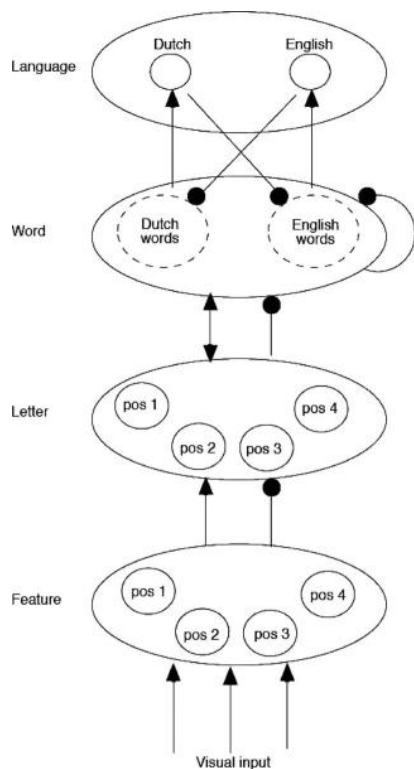 Language
Dutch
English
Word
Dutch
words
English
words
Letter
pos 1
pos 2
pos 3
pos 4
Feature
pos 1
pos 2
pos 3
pos 4
Visual input